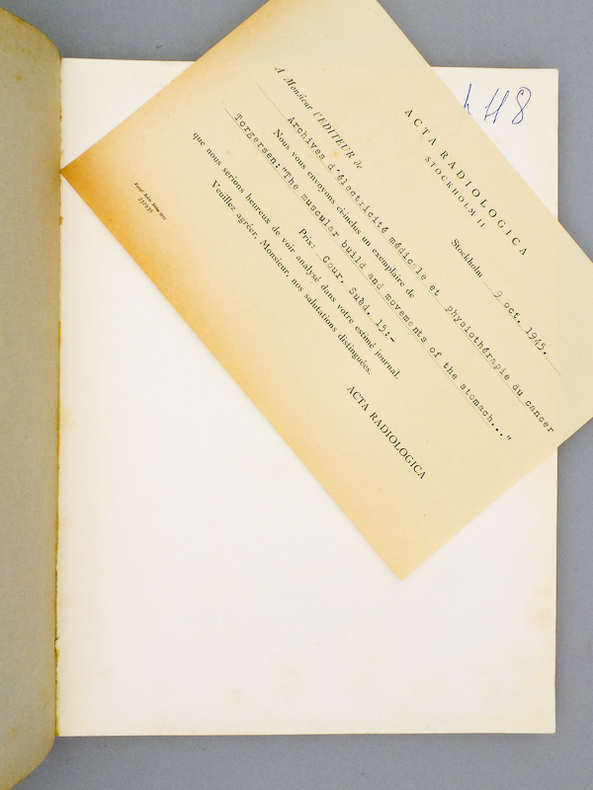 ACTA RADIOLOGICA
STOCKHOLM II
Stockholm 9 oct. 1945.
A Monsieur l'EDITEUR de
Archives d'électricité médicale et physiothérapie du cancer
Nous vous envoyons ci-inclus un exemplaire de
Torgersen: "The muscular build and movements of the stomach..."
Prix: Cour. Suéd. 15:-
que nous serions heureux de voir analysé dans votre estimé journal.
Veuillez agréer, Monsieur, nos salutations distinguées.
ACTA RADIOLOGICA
H8